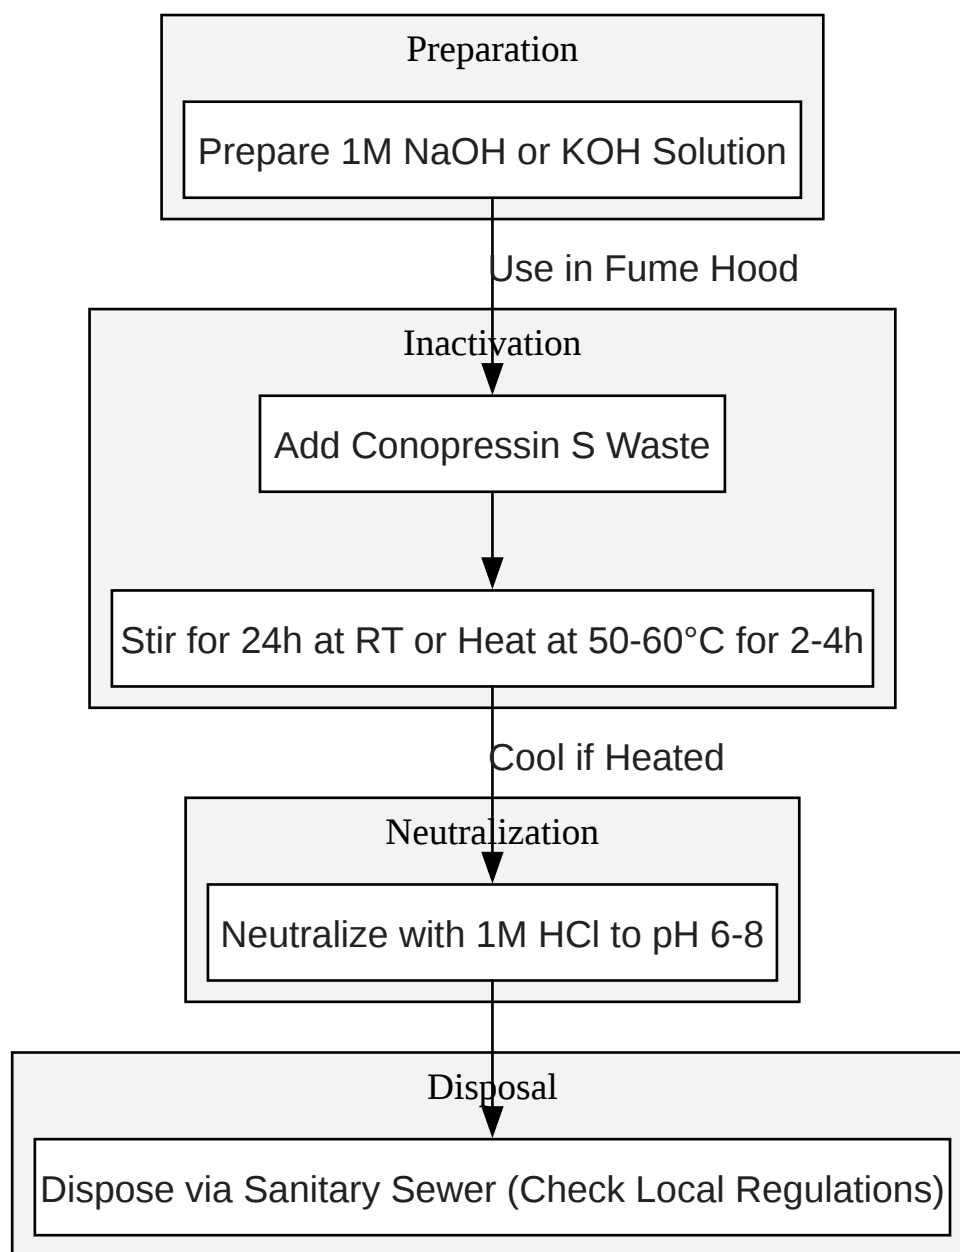 Preparation
Prepare 1M NaOH or KOH Solution
Use in Fume Hood
Inactivation
Add Conopressin S Waste
Stir for 24h at RT or Heat at 50-60°C for 2-4h
Cool if Heated
Neutralization
Neutralize with 1M HCl to pH 6-8
Disposal
Dispose via Sanitary Sewer (Check Local Regulations)